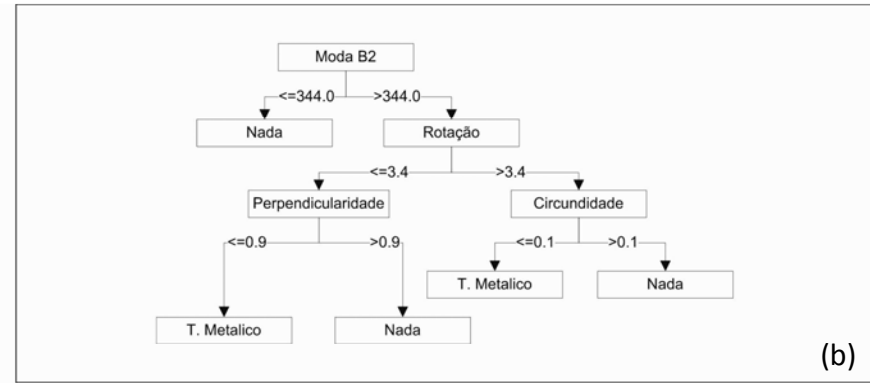 Moda B2
<=344.0
>344.0
Nada
Rotação
<=3.4
>3.4
Perpendicularidade
Circundidade
<=0.9
>0.9
<=0.1
>0.1
T. Metalico
Nada
T. Metalico
Nada
(b)